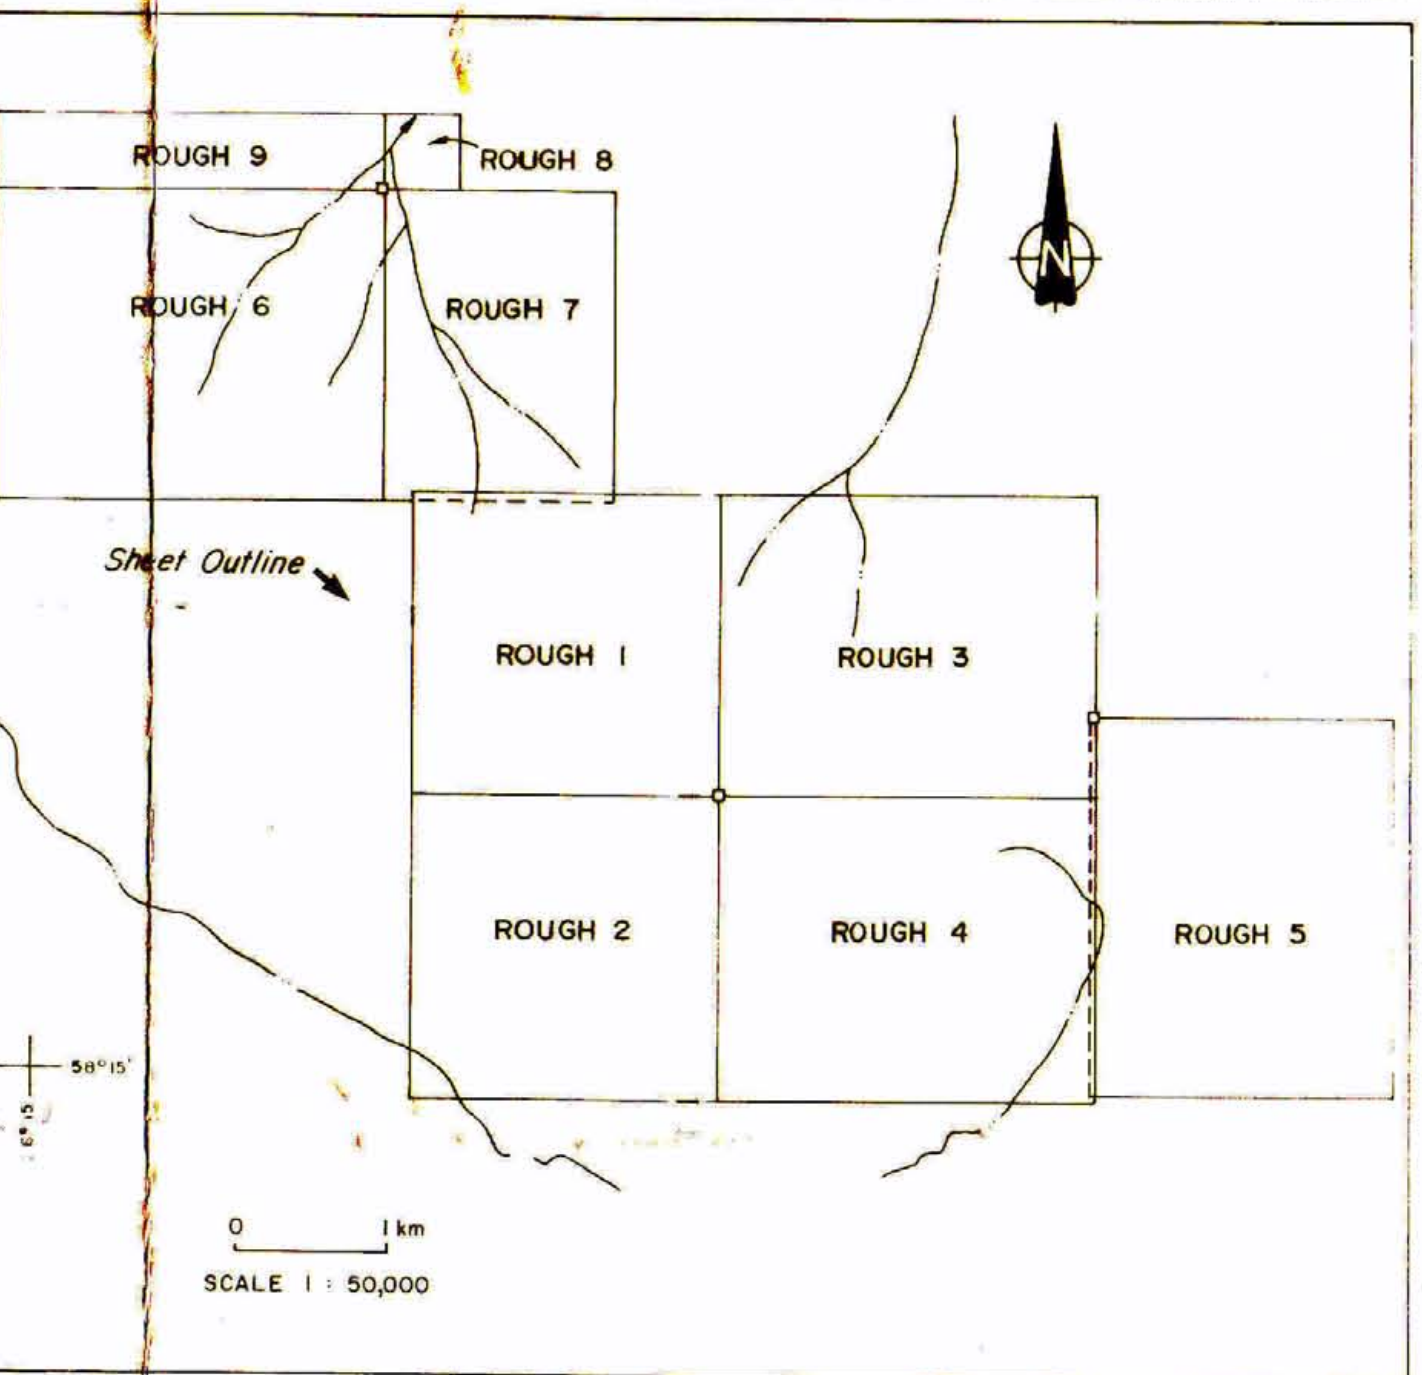 ROUGH 9
ROUGH 8
ROUGH 6
ROUGH 7
N
Sheet Outline
ROUGH 1
ROUGH 3
ROUGH 2
ROUGH 4
ROUGH 5
58°15'
0 1 km
SCALE 1 : 50,000